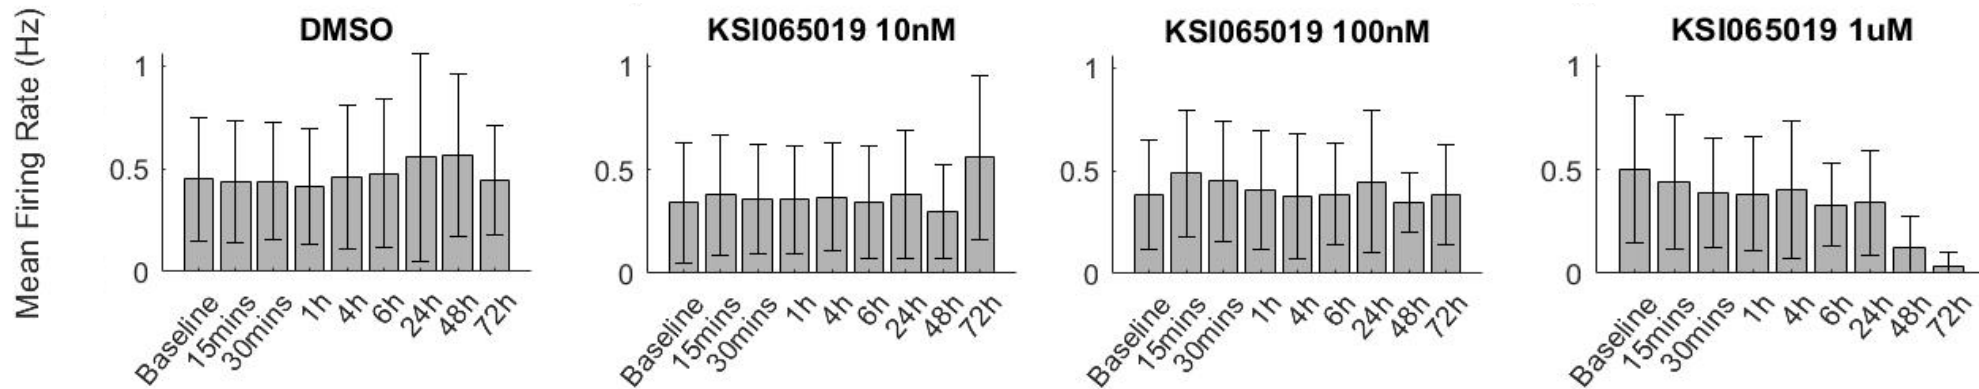 Mean Firing Rate (Hz)
DMSO
1
0.5
0
Baseline
15mins
30mins
1h
4h
6h
24h
48h
72h
KSI065019 10nM
1
0.5
0
Baseline
15mins
30mins
1h
4h
6h
24h
48h
72h
KSI065019 100nM
1
0.5
0
Baseline
15mins
30mins
1h
4h
6h
24h
48h
72h
KSI065019 1uM
1
0.5
0
Baseline
15mins
30mins
1h
4h
6h
24h
48h
72h